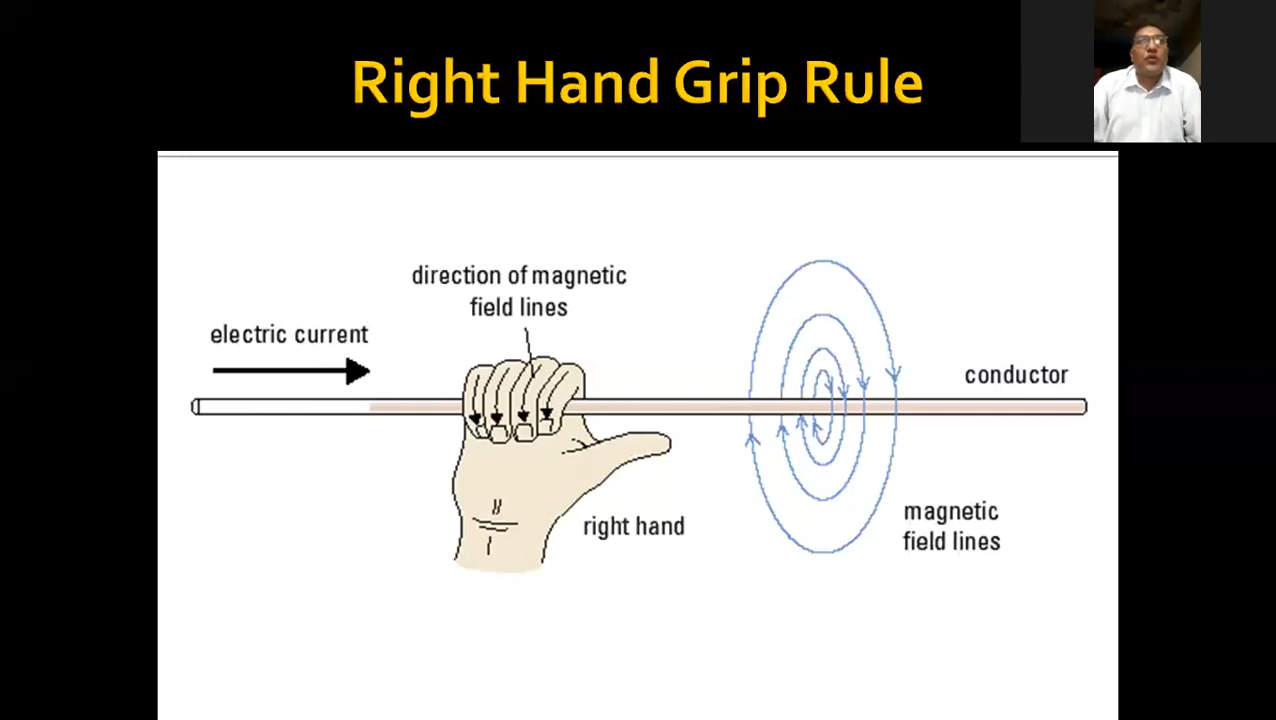 Right Hand Grip Rule
direction of magnetic
field lines
electric current
conductor
right hand
magnetic
field lines